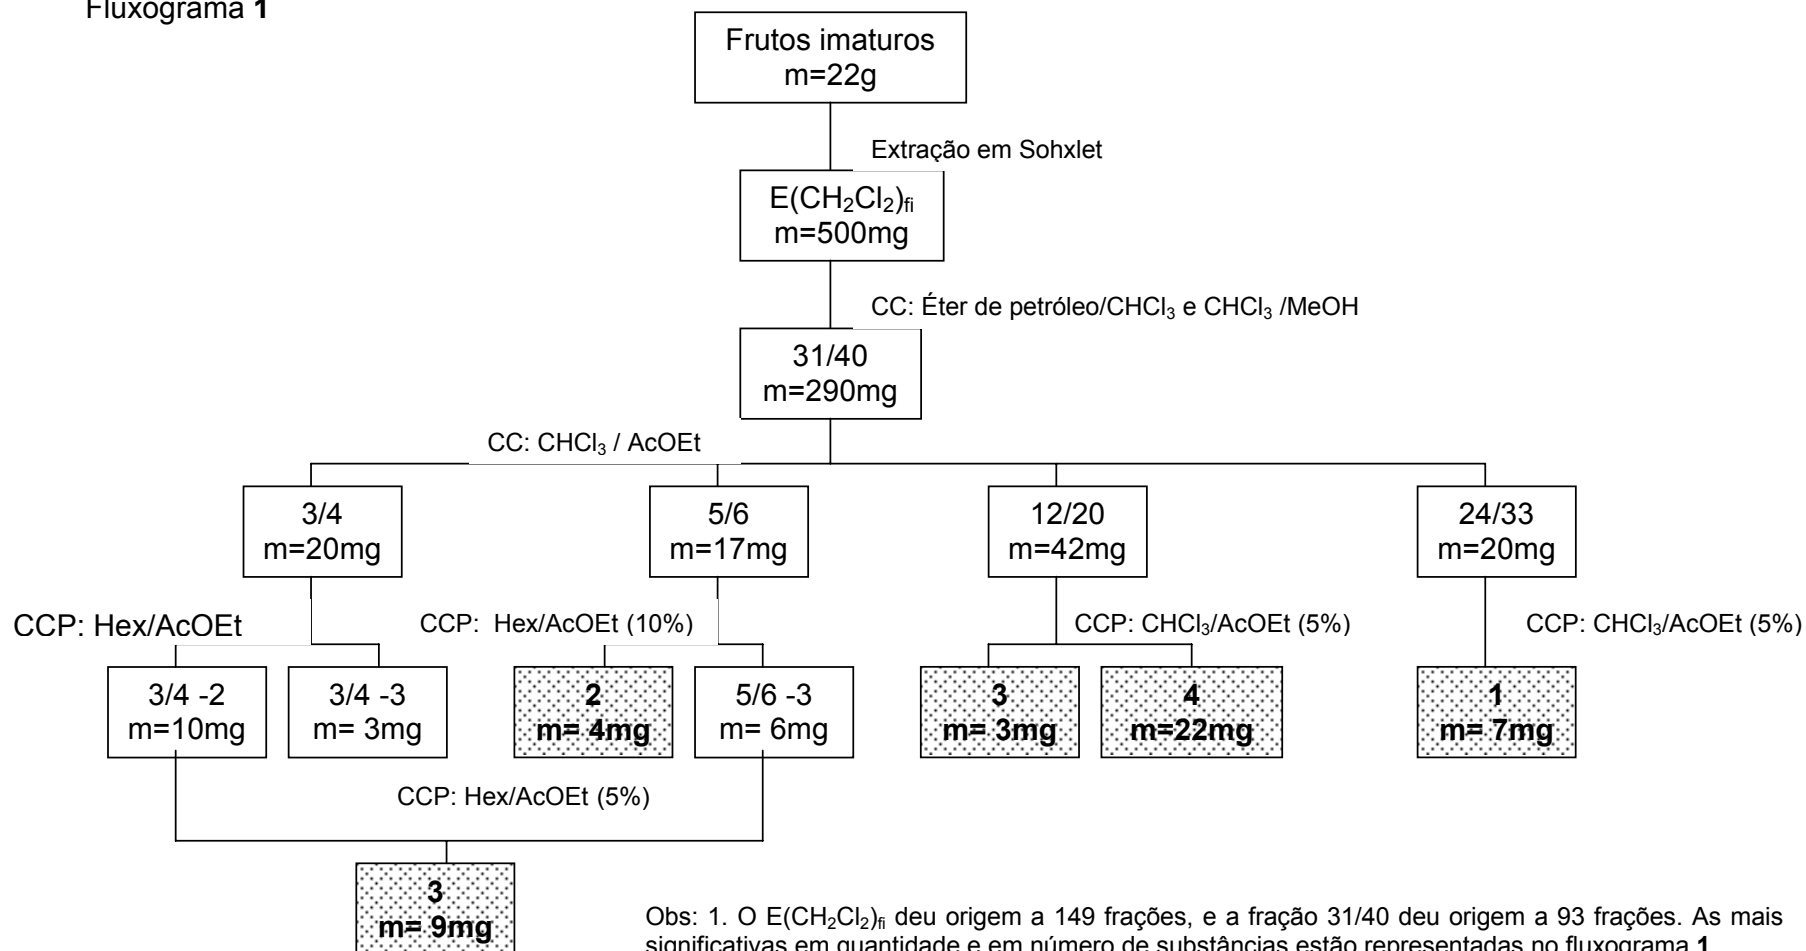 Fluxograma 1
Frutos imaturos
m=22g
Extração em Sohxlet
E(CH₂Cl₂)fi
m=500mg
CC: Éter de petróleo/CHCl₃ e CHCl₃ /MeOH
31/40
m=290mg
CC: CHCl₃ / AcOEt
3/4
m=20mg
5/6
m=17mg
12/20
m=42mg
24/33
m=20mg
CCP: Hex/AcOEt
CCP: Hex/AcOEt (10%)
CCP: CHCl₃/AcOEt (5%)
CCP: CHCl₃/AcOEt (5%)
3/4 -2
m=10mg
3/4 -3
m= 3mg
2
m= 4mg
5/6 -3
m= 6mg
3
m= 3mg
4
m=22mg
1
m= 7mg
CCP: Hex/AcOEt (5%)
3
m= 9mg
Obs: 1. O E(CH₂Cl₂)fi deu origem a 149 frações, e a fração 31/40 deu origem a 93 frações. As mais
significativas em quantidade e em número de substâncias estão representadas no fluxograma 1